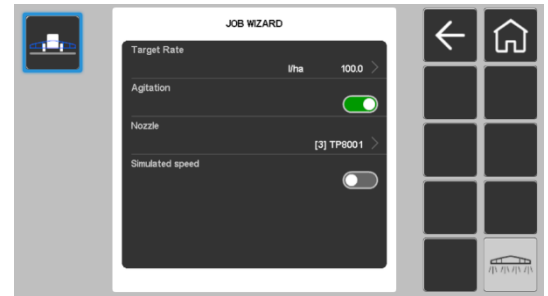 JOB WIZARD
Target Rate
l/ha 100.0
Agitation
Nozzle
[3] TP8001
Simulated speed